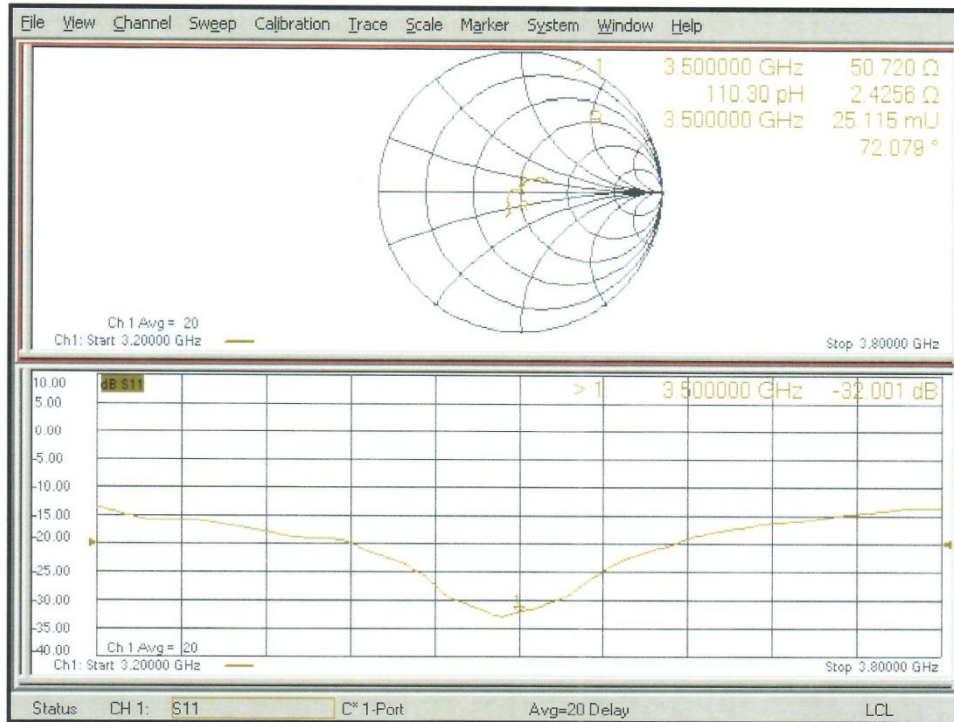 File View Channel Sweep Calibration Trace Scale Marker System Window Help
> 1 3.500000 GHz 50.720 Ω
110.30 pH 2.4256 Ω
3.500000 GHz 25.115 mU
72.079 °
Ch 1 Avg = 20
Ch1: Start 3.20000 GHz Stop 3.80000 GHz
10.00 dB S11 > 1: 3.500000 GHz -32.001 dB
5.00
0.00
-5.00
-10.00
-15.00
-20.00
-25.00
-30.00
-35.00
-40.00
1
Ch 1 Avg = 20
Ch1: Start 3.20000 GHz Stop 3.80000 GHz
Status CH 1: S11 C* 1-Port Avg=20 Delay LCL